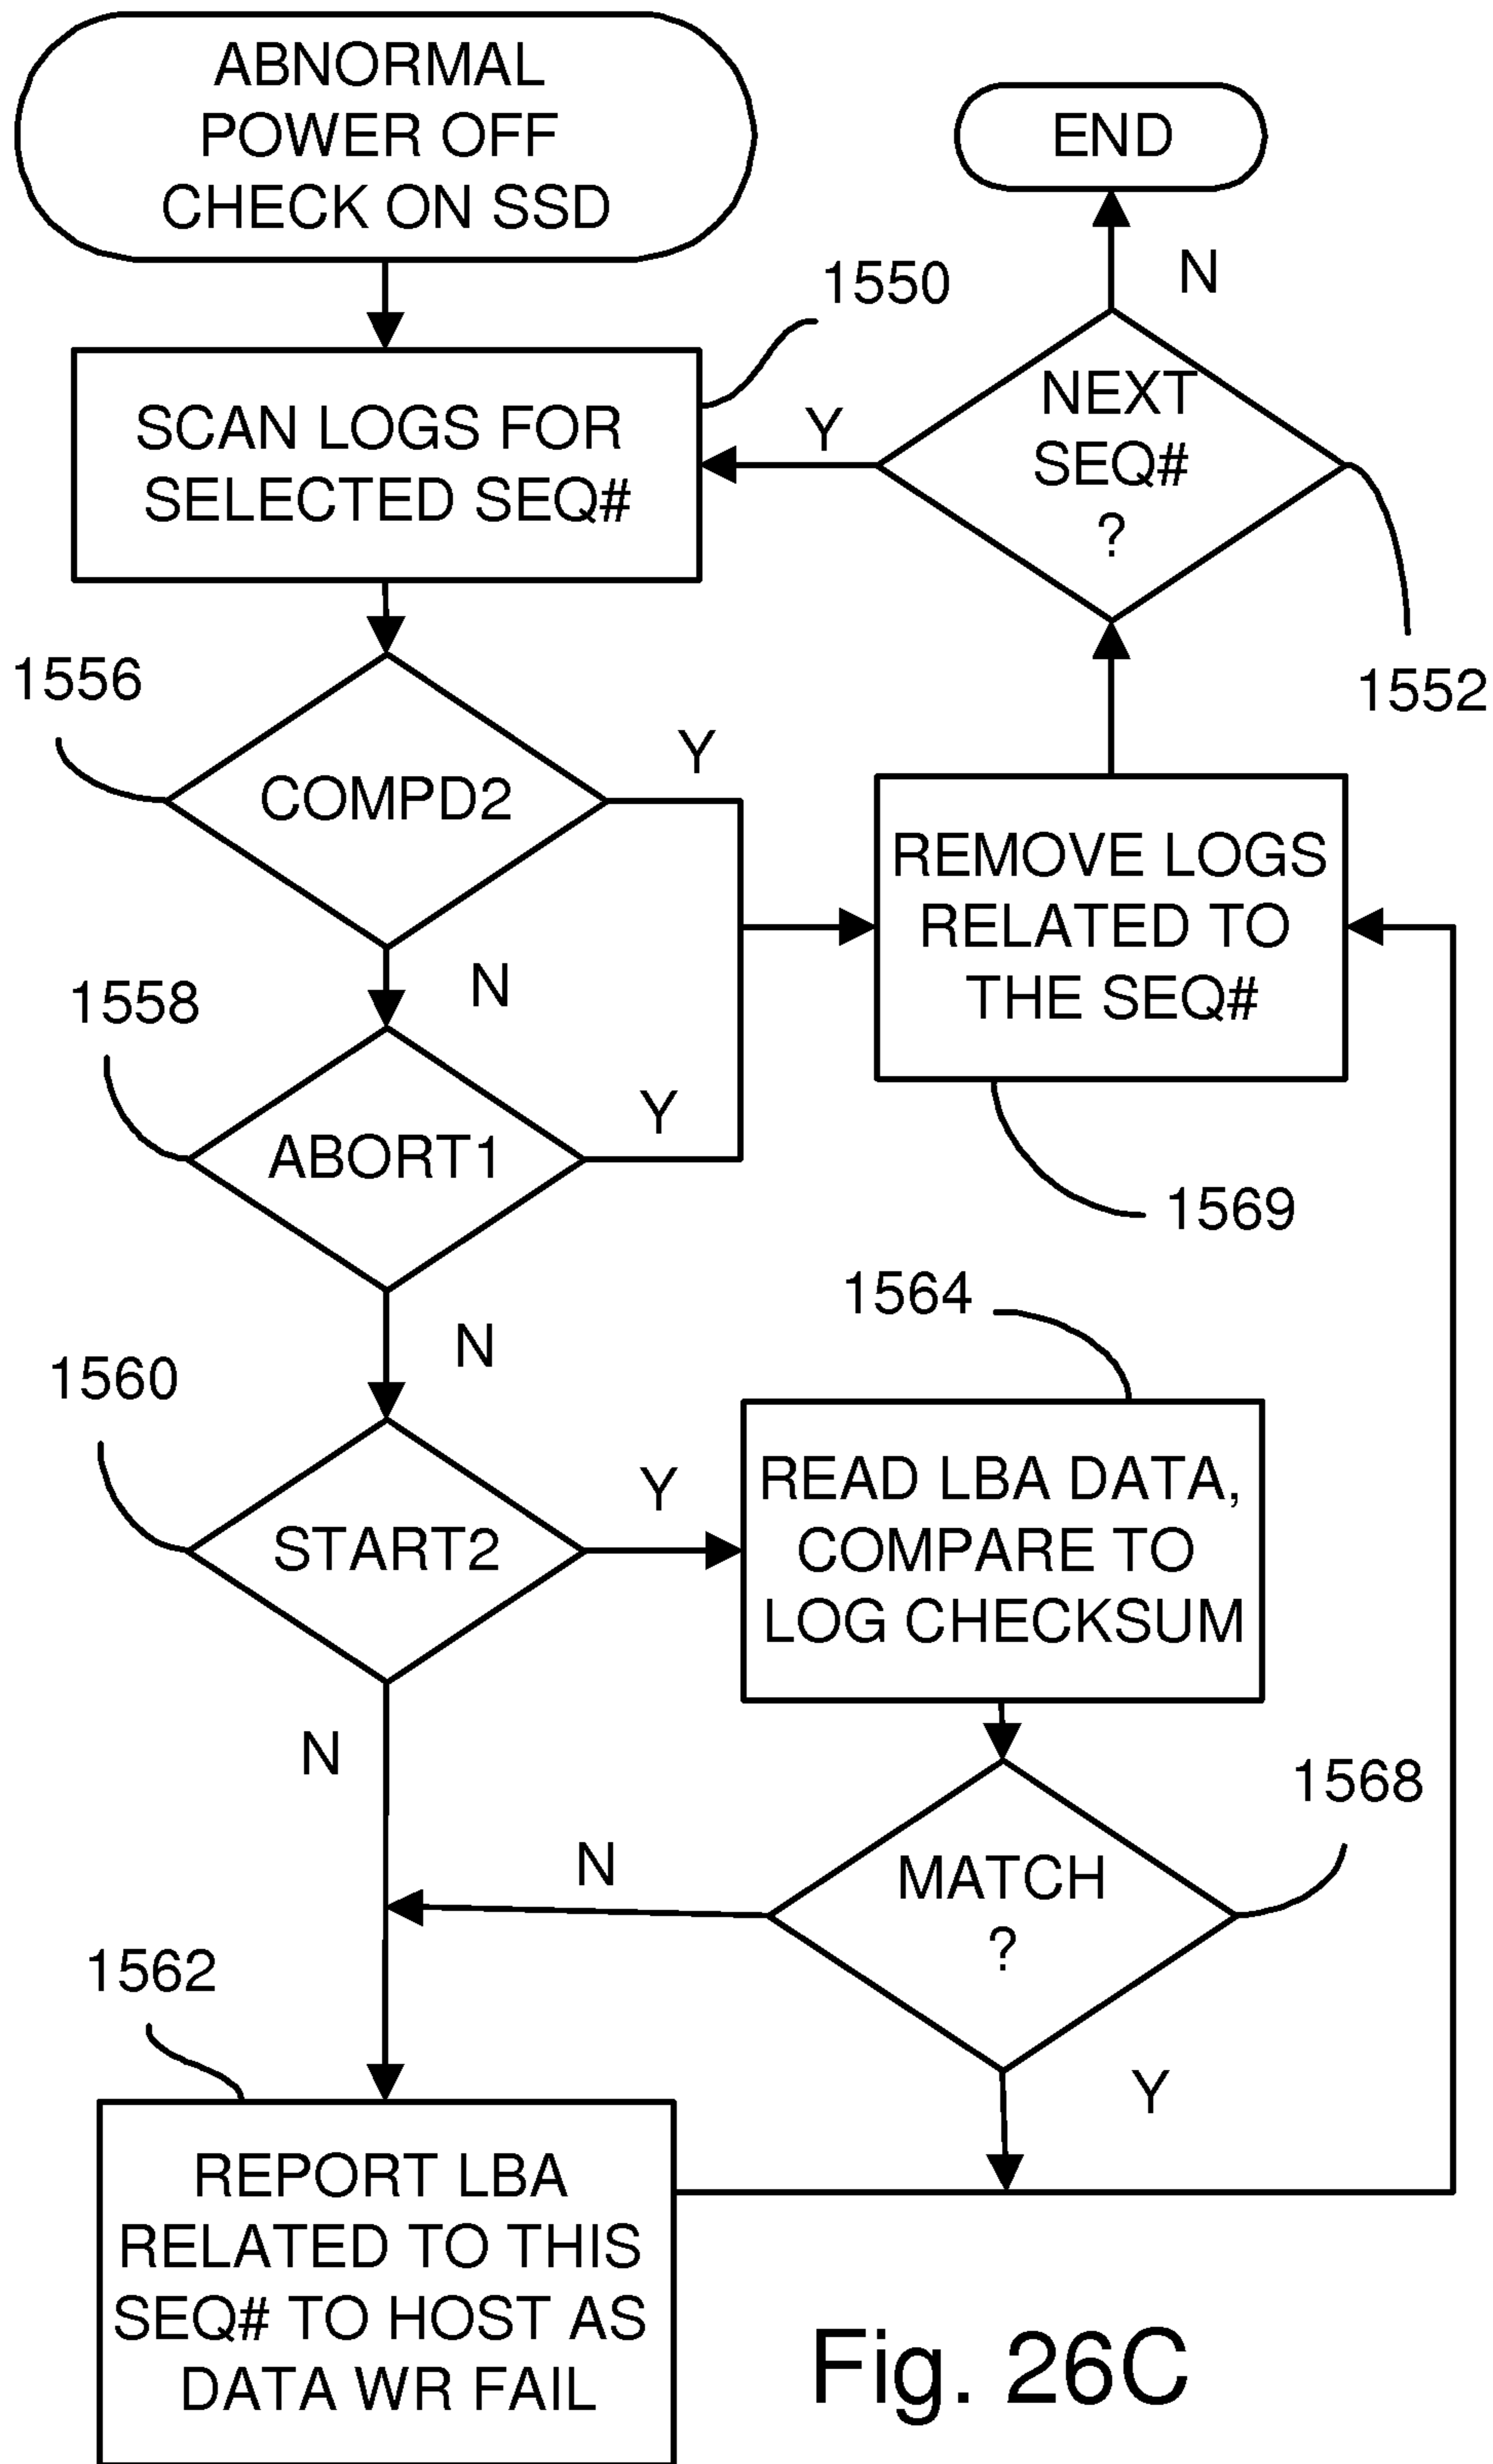 ABNORMAL
POWER OFF
CHECK ON SSD
END
1550
N
SCAN LOGS FOR
SELECTED SEQ#
Y
NEXT
SEQ#
?
1552
1556
COMPD2
Y
N
REMOVE LOGS
RELATED TO
THE SEQ#
1569
1558
ABORT1
Y
N
1564
1560
START2
Y
READ LBA DATA,
COMPARE TO
LOG CHECKSUM
N
1568
MATCH
?
N
Y
1562
REPORT LBA
RELATED TO THIS
SEQ# TO HOST AS
DATA WR FAIL
Fig. 26C